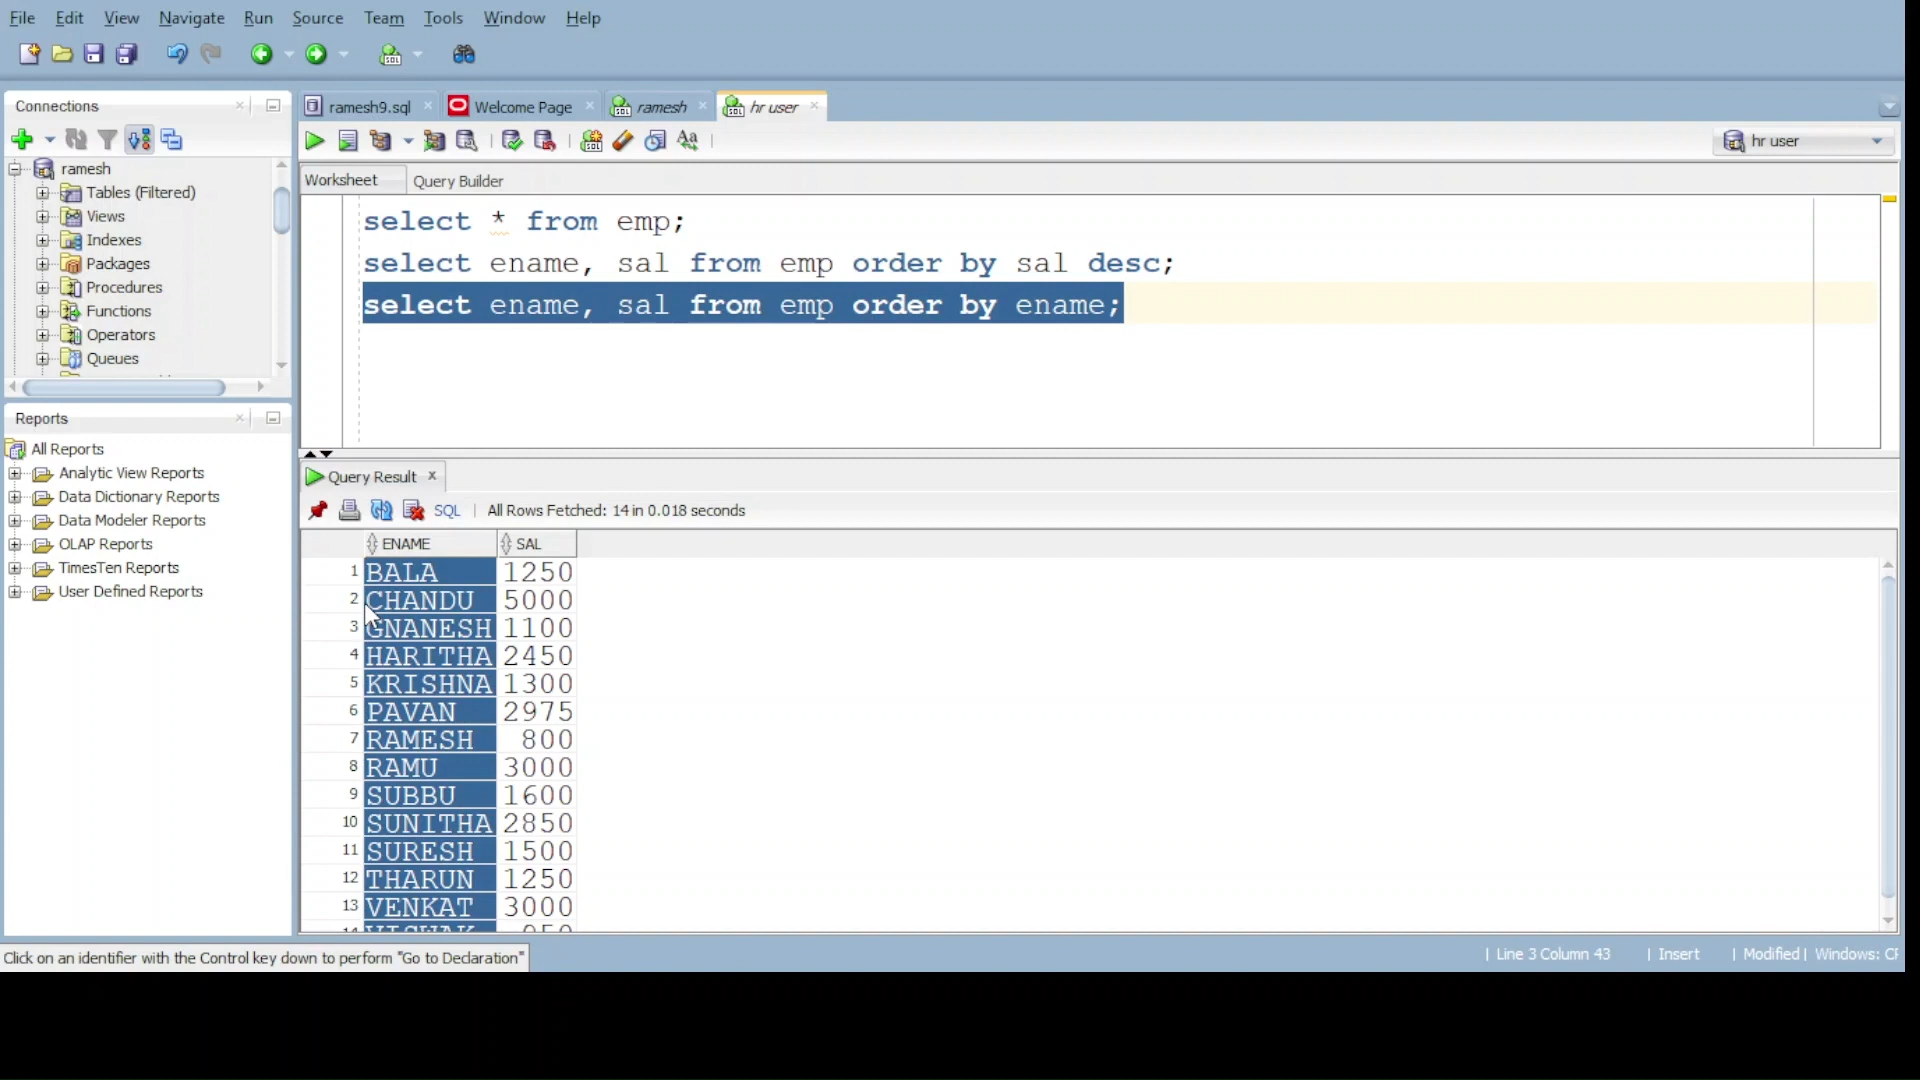 File Edit View Navigate Run Source Team Tools Window Help
Connections
ramesh9.sql Welcome Page ramesh hr user
hr user
ramesh
Tables (Filtered)
Views
Indexes
Packages
Procedures
Functions
Operators
Queues
Worksheet Query Builder
select * from emp;
select ename, sal from emp order by sal desc;
select ename, sal from emp order by ename;
Reports
All Reports
Analytic View Reports
Data Dictionary Reports
Data Modeler Reports
OLAP Reports
TimesTen Reports
User Defined Reports
Query Result
SQL | All Rows Fetched: 14 in 0.018 seconds
ENAME SAL
1 BALA 1250
2 CHANDU 5000
3 GNANESH 1100
4 HARITHA 2450
5 KRISHNA 1300
6 PAVAN 2975
7 RAMESH 800
8 RAMU 3000
9 SUBBU 1600
10 SUNITHA 2850
11 SURESH 1500
12 THARUN 1250
13 VENKAT 3000
Click on an identifier with the Control key down to perform "Go to Declaration"
| Line 3 Column 43 | Insert | Modified | Windows: